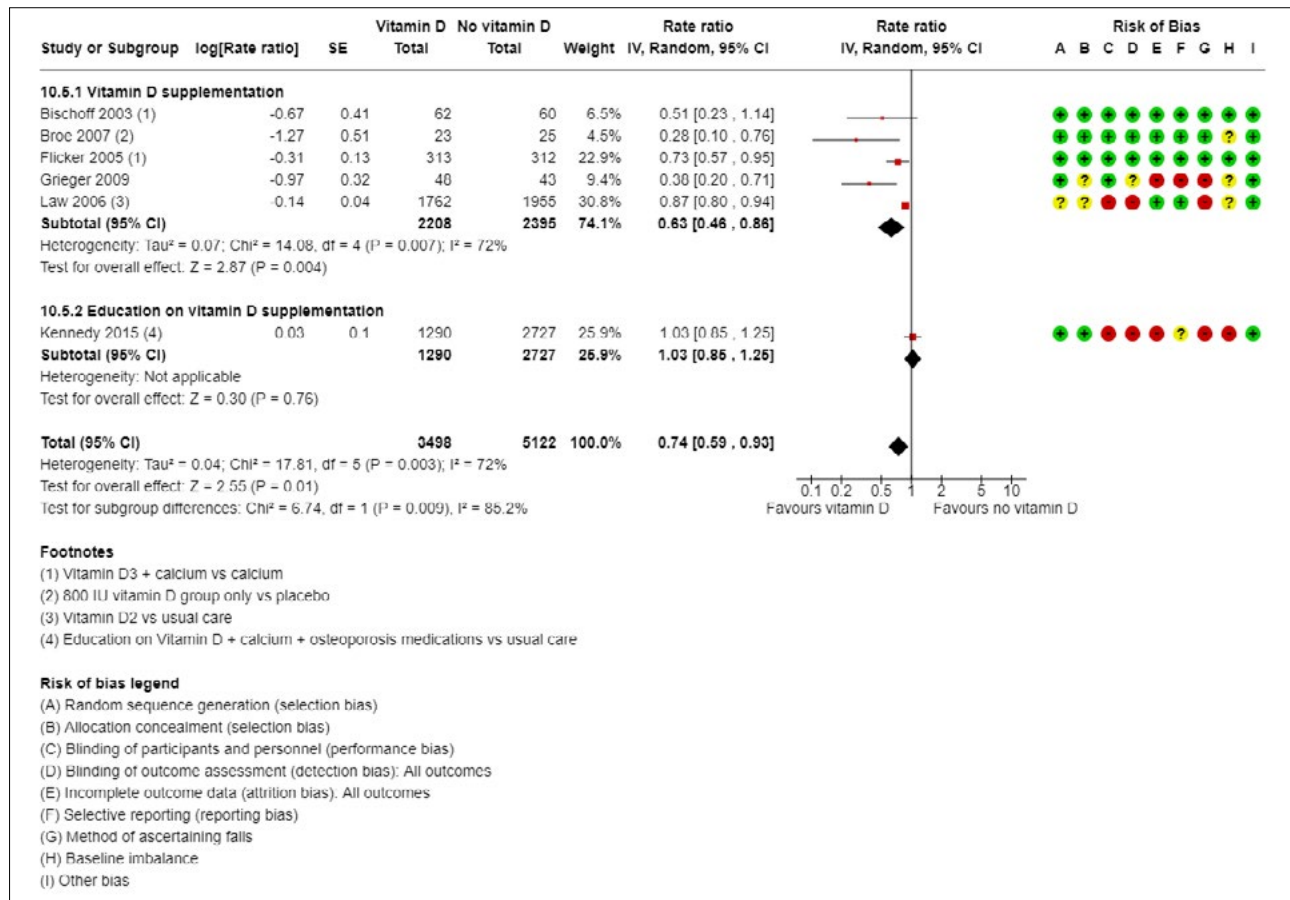 Vitamin D No vitamin D Rate ratio Rate ratio Risk of Bias
Study or Subgroup log[Rate ratio] SE Total Total Weight IV, Random, 95% CI IV, Random, 95% CI A B C D E F G H I
10.5.1 Vitamin D supplementation
Bischoff 2003 (1) -0.67 0.41 62 60 6.5% 0.51 [0.23 , 1.14] + + + + + + + + +
Broe 2007 (2) -1.27 0.51 23 25 4.5% 0.28 [0.10 , 0.76] + + + + + + + ? +
Flicker 2005 (1) -0.31 0.13 313 312 22.9% 0.73 [0.57 , 0.95] + + + + + + + + +
Grieger 2009 -0.97 0.32 48 43 9.4% 0.38 [0.20 , 0.71] + ? + ? - - - ? +
Law 2006 (3) -0.14 0.04 1762 1955 30.8% 0.87 [0.80 , 0.94] ? ? - - + + - ? +
Subtotal (95% CI) 2208 2395 74.1% 0.63 [0.46 , 0.86]
Heterogeneity: Tau² = 0.07; Chi² = 14.08, df = 4 (P = 0.007); I² = 72%
Test for overall effect: Z = 2.87 (P = 0.004)
10.5.2 Education on vitamin D supplementation
Kennedy 2015 (4) 0.03 0.1 1290 2727 25.9% 1.03 [0.85 , 1.25] + + - - - ? - - +
Subtotal (95% CI) 1290 2727 25.9% 1.03 [0.85 , 1.25]
Heterogeneity: Not applicable
Test for overall effect: Z = 0.30 (P = 0.76)
Total (95% CI) 3498 5122 100.0% 0.74 [0.59 , 0.93]
Heterogeneity: Tau² = 0.04; Chi² = 17.81, df = 5 (P = 0.003); I² = 72%
Test for overall effect: Z = 2.55 (P = 0.01)
0.1 0.2 0.5 1 2 5 10
Test for subgroup differences: Chi² = 6.74, df = 1 (P = 0.009), I² = 85.2% Favours vitamin D Favours no vitamin D
Footnotes
(1) Vitamin D3 + calcium vs calcium
(2) 800 IU vitamin D group only vs placebo
(3) Vitamin D2 vs usual care
(4) Education on Vitamin D + calcium + osteoporosis medications vs usual care
Risk of bias legend
(A) Random sequence generation (selection bias)
(B) Allocation concealment (selection bias)
(C) Blinding of participants and personnel (performance bias)
(D) Blinding of outcome assessment (detection bias): All outcomes
(E) Incomplete outcome data (attrition bias): All outcomes
(F) Selective reporting (reporting bias)
(G) Method of ascertaining falls
(H) Baseline imbalance
(I) Other bias